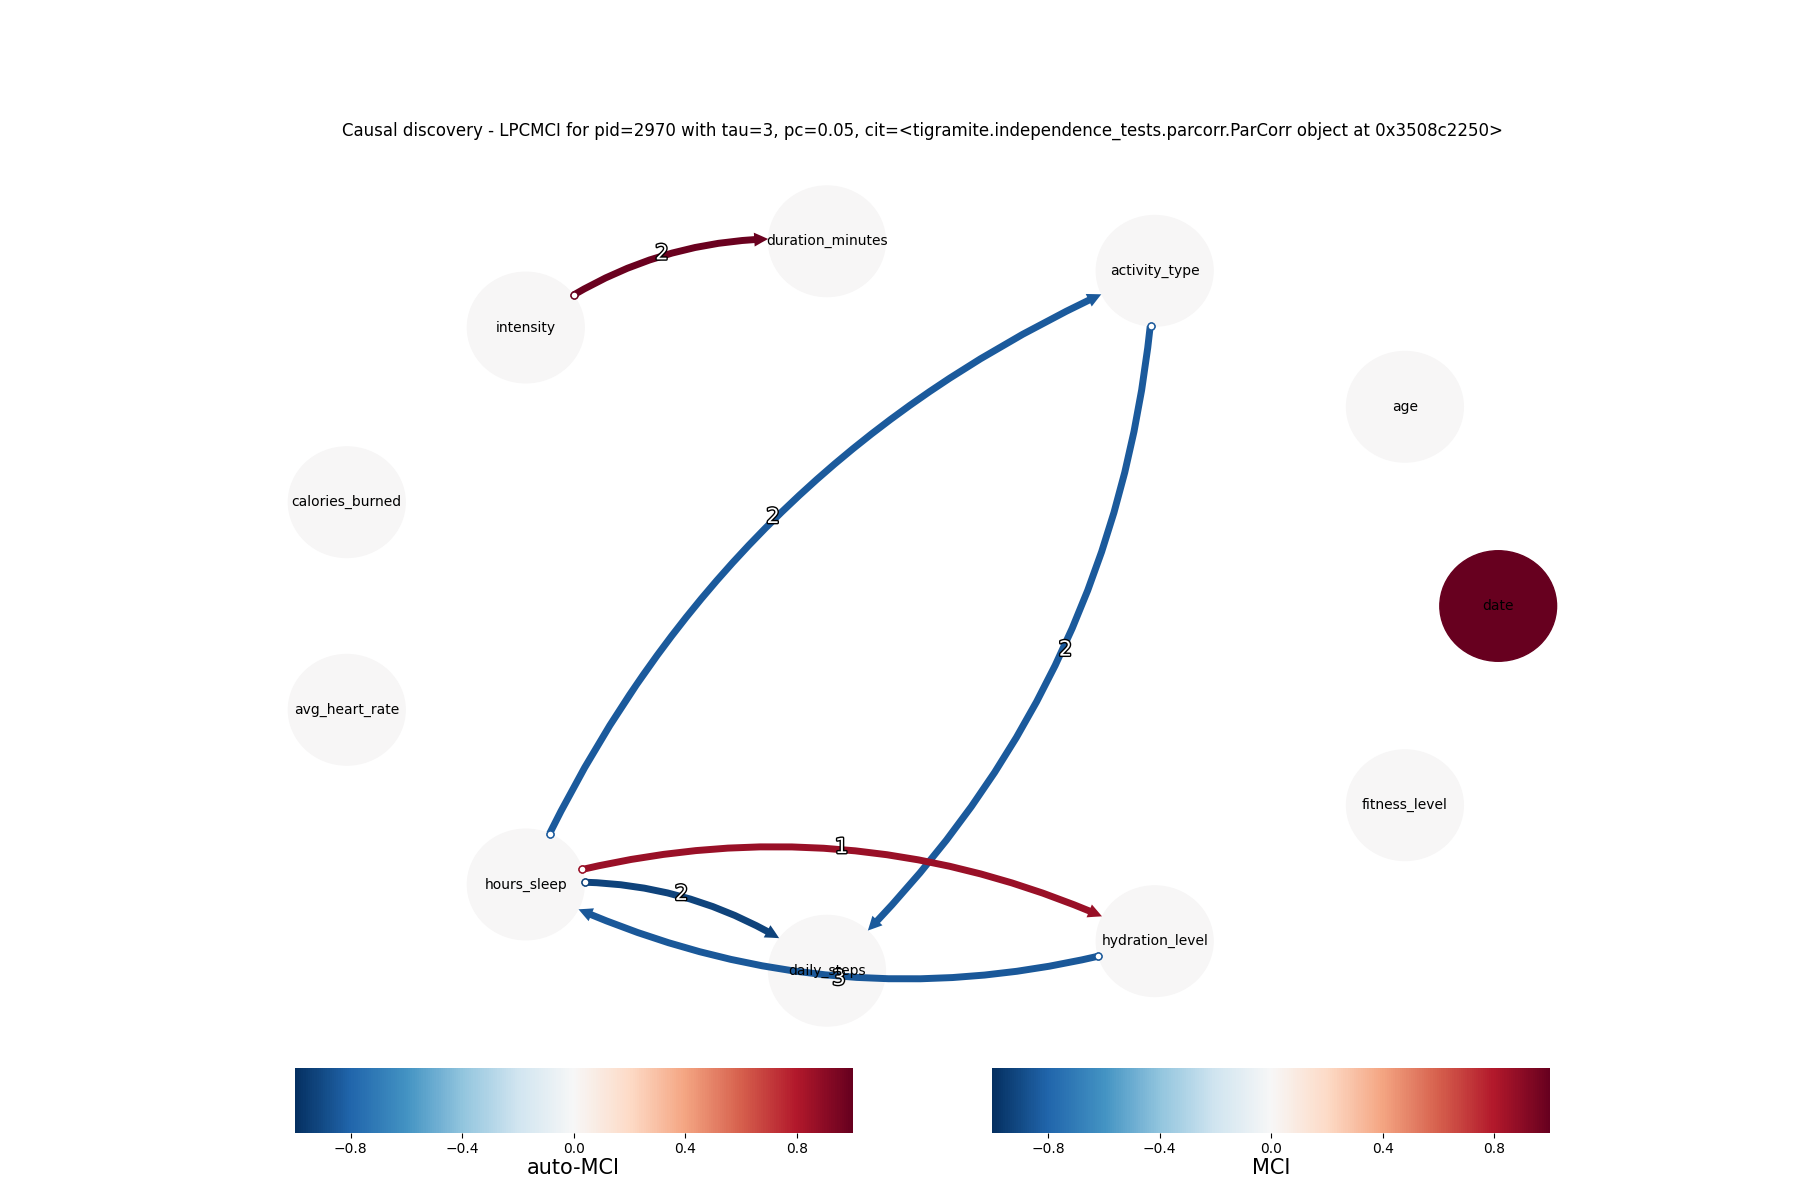 Causal discovery - LPCMCI for pid=2970 with tau=3, pc=0.05, cit=<tigramite.independence_tests.parcorr.ParCorr object at 0x3508c2250>
duration_minutes
2
activity_type
intensity
age
calories_burned
2
date
2
avg_heart_rate
fitness_level
1
hours_sleep
2
hydration_level
daily_steps
3
−0.8 −0.4 0.0 0.4 0.8
auto-MCI
−0.8 −0.4 0.0 0.4 0.8
MCI